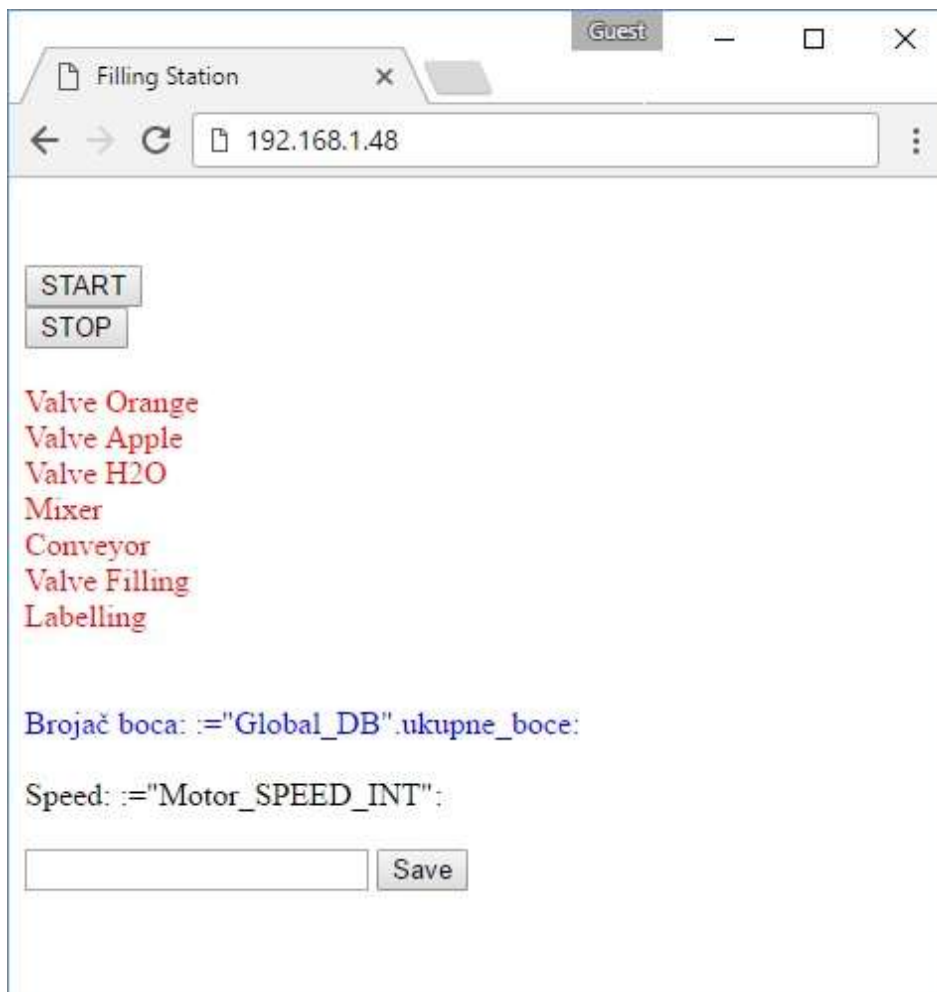 Guest
Filling Station
192.168.1.48
START
STOP
Valve Orange
Valve Apple
Valve H2O
Mixer
Conveyor
Valve Filling
Labelling
Brojač boca: :="Global_DB".ukupne_boce:
Speed: :="Motor_SPEED_INT":
Save